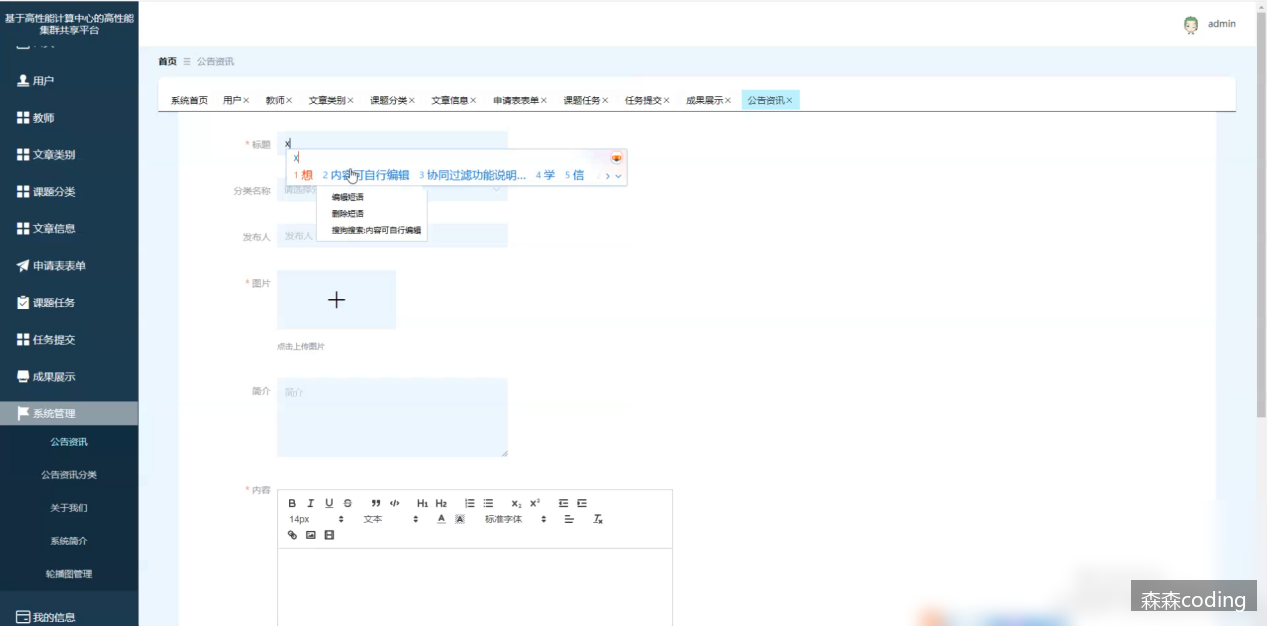 基于高性能计算中心的高性能
集群共享平台
admin
用户
教师
文章类别
课题分类
文章信息
申请表表单
课题任务
任务提交
成果展示
系统管理
公告资讯
公告资讯分类
关于我们
系统简介
轮播图管理
我的信息
首页 ☰ 公告资讯
系统首页 用户× 教师× 文章类别× 课题分类× 文章信息× 申请表表单× 课题任务× 任务提交× 成果展示× 公告资讯×
* 标题 x
x
1 想 2 内容可自行编辑 3 协同过滤功能说明... 4 学 5 信
分类名称
编辑短语
删除短语
搜狗搜索:内容可自行编辑
发布人 发布人
* 图片
点击上传图片
简介 简介
* 内容
B I U S ” </> H1 H2 X₂ X²
14px 文本 A A 标准字体 Tx
森森coding